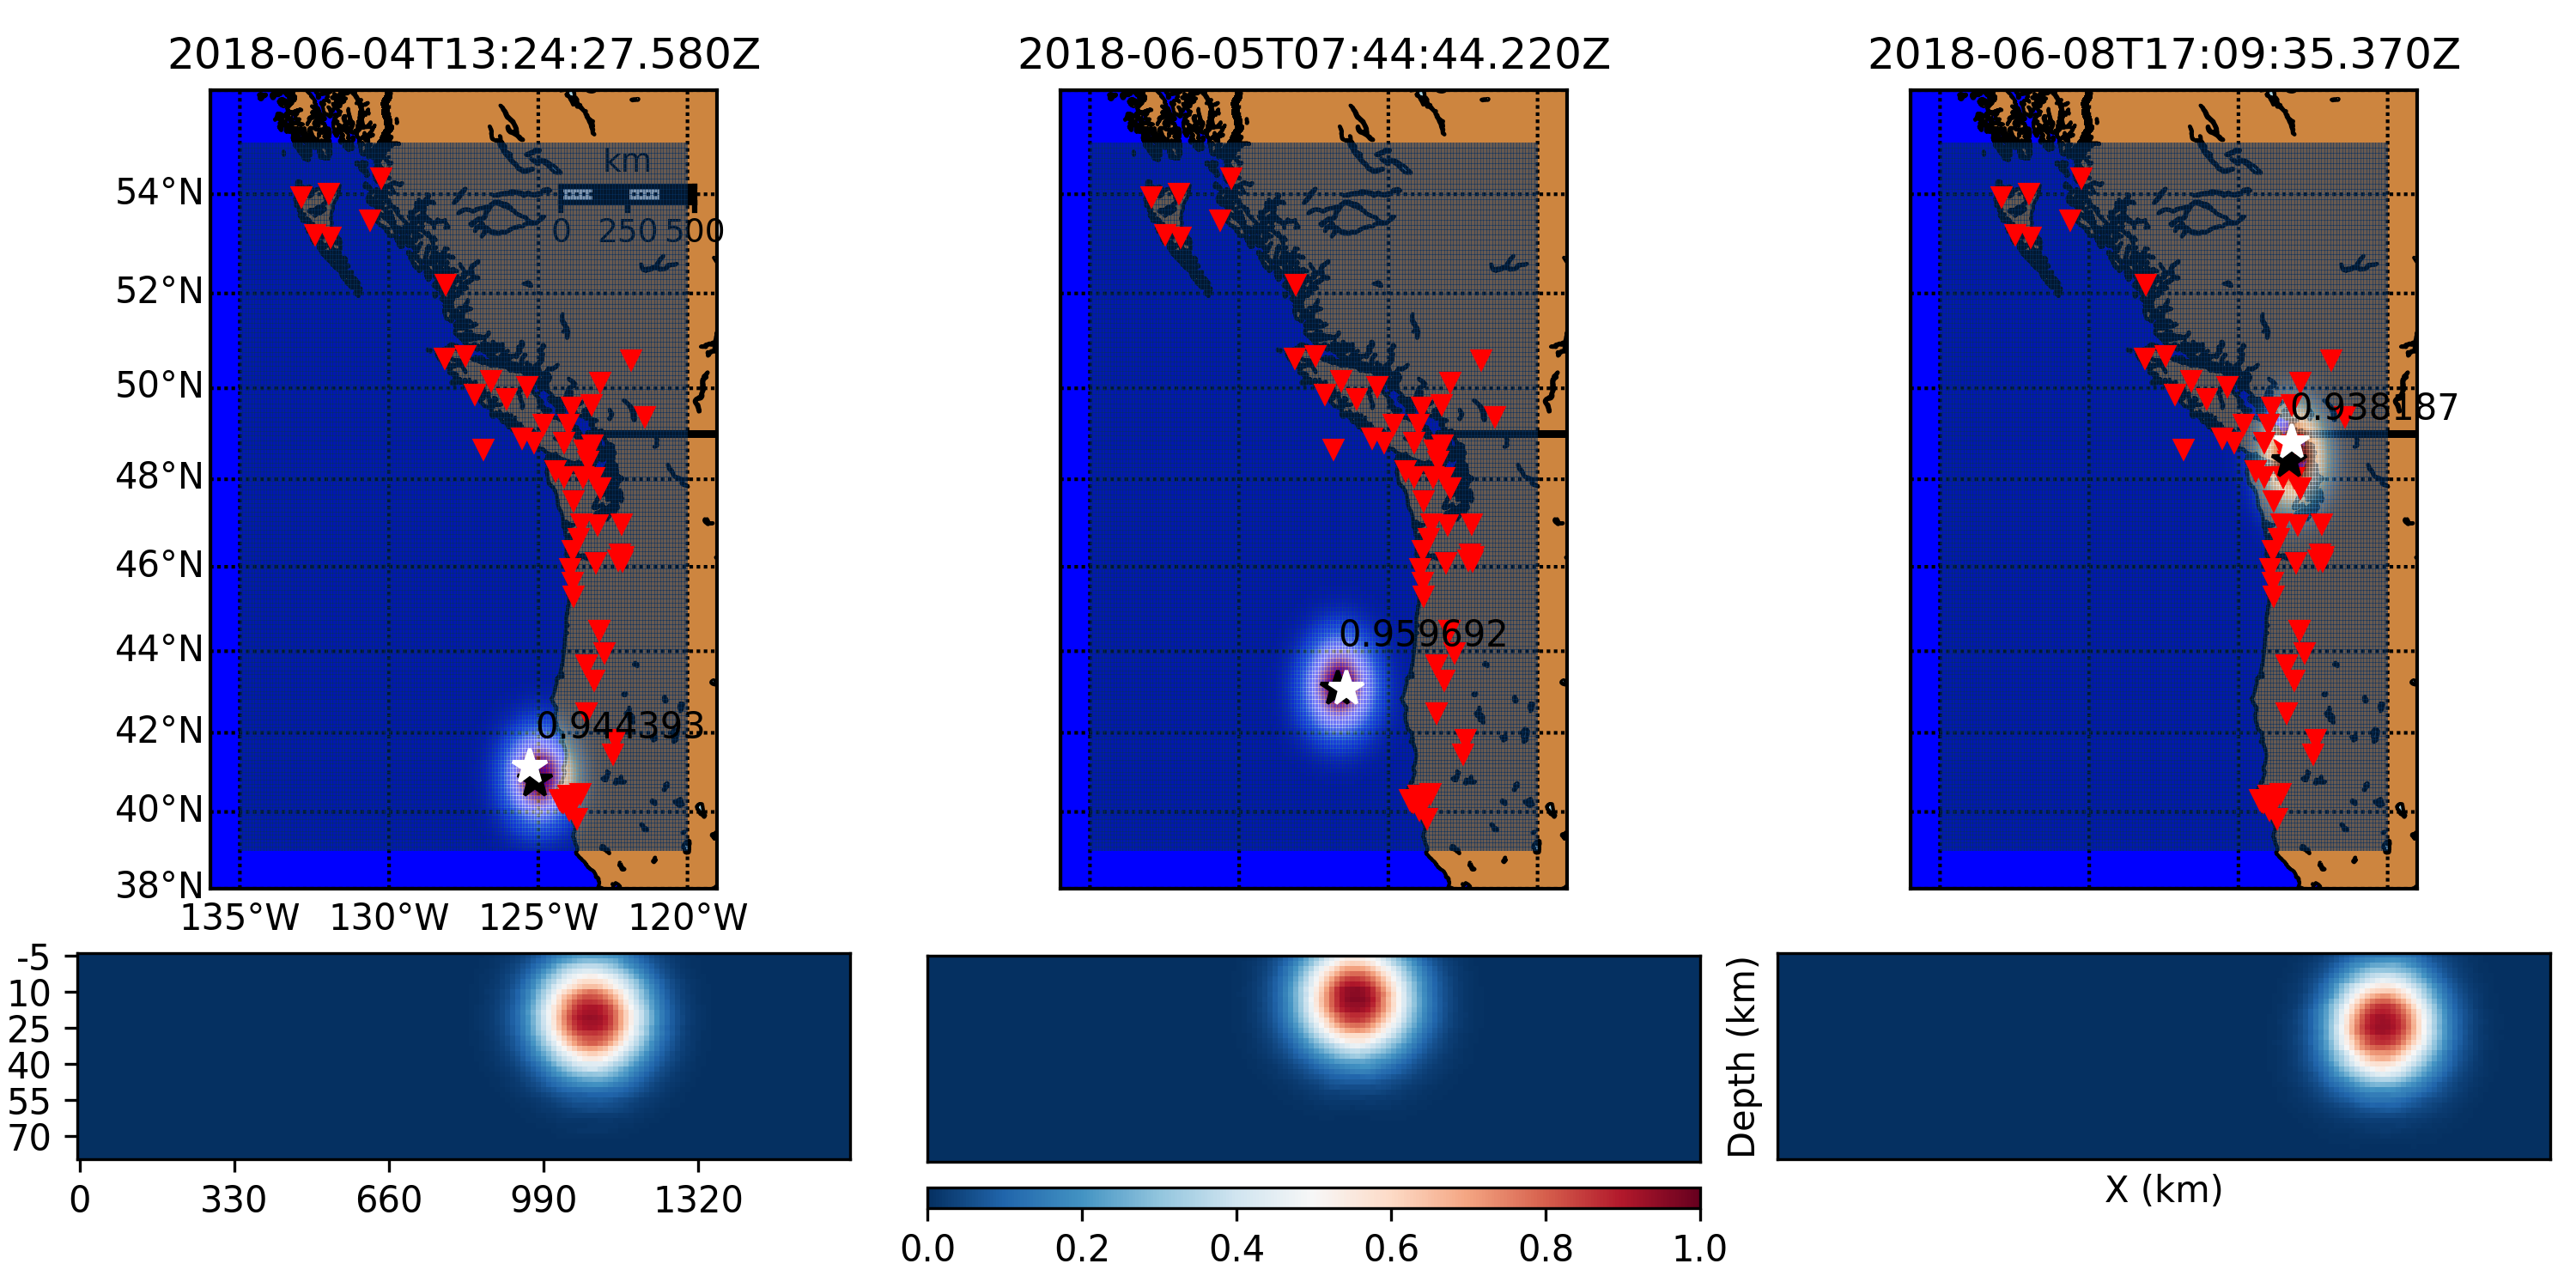 2018-06-04T13:24:27.580Z
2018-06-05T07:44:44.220Z
2018-06-08T17:09:35.370Z
km
0 250 500
54°N
52°N
50°N
48°N
46°N
44°N
42°N
40°N
38°N
135°W 130°W 125°W 120°W
0.944393
0.959692
0.938187
-5
10
25
40
55
70
0 330 660 990 1320
0.0 0.2 0.4 0.6 0.8 1.0
Depth (km)
X (km)